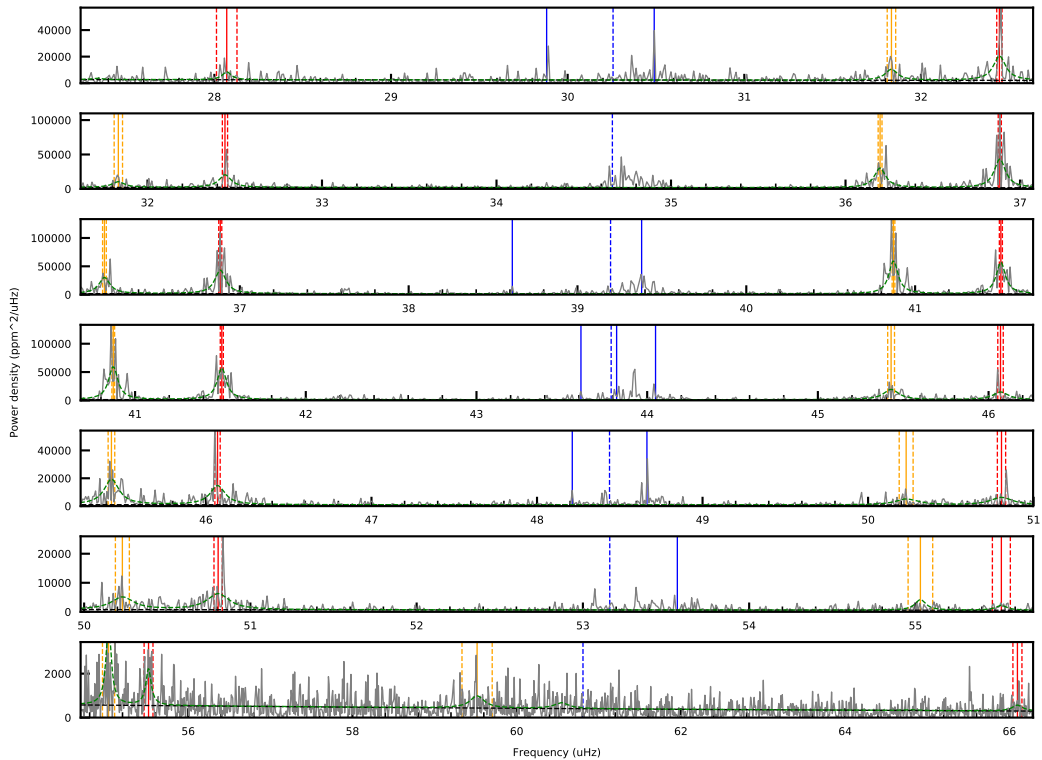 40000
20000
0
28 29 30 31 32
100000
50000
0
32 33 34 35 36 37
100000
50000
0
37 38 39 40 41
100000
50000
0
41 42 43 44 45 46
40000
20000
0
46 47 48 49 50 51
20000
10000
0
50 51 52 53 54 55
2000
0
56 58 60 62 64 66
Power density (ppm^2/uHz)
Frequency (uHz)